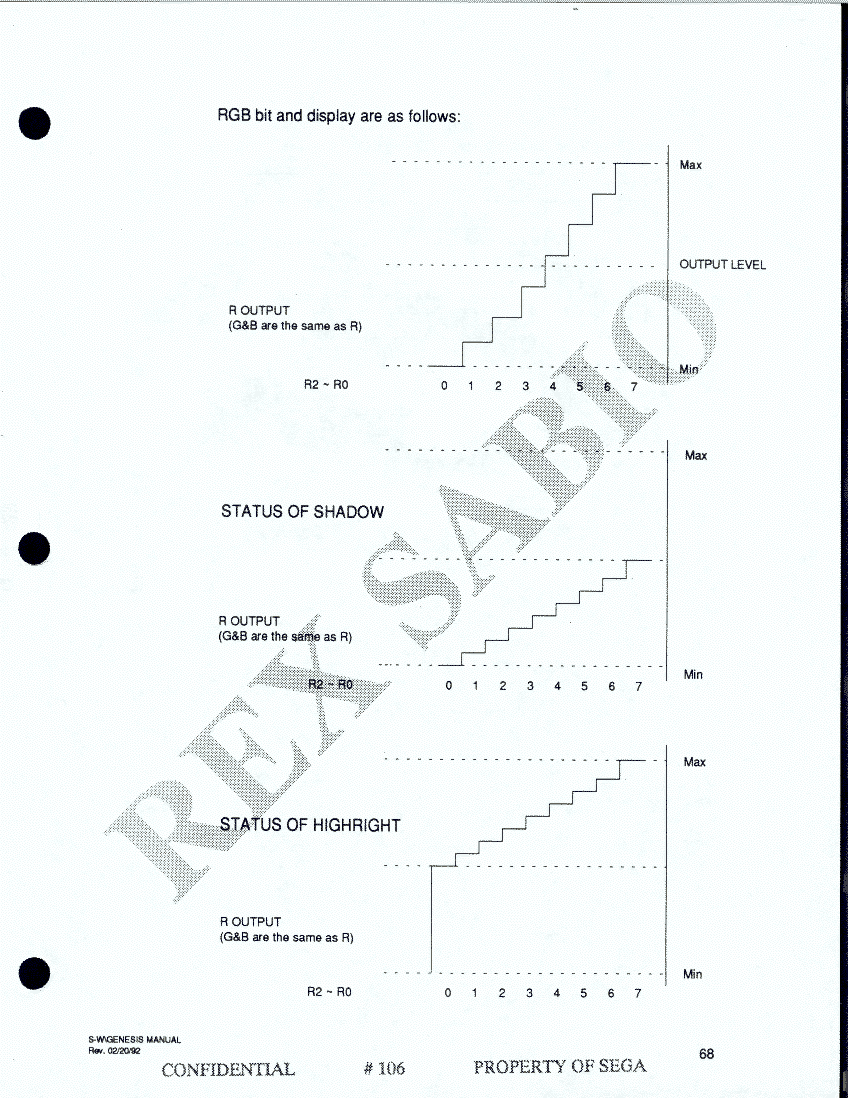 RGB bit and display are as follows:
Max
OUTPUT LEVEL
R OUTPUT
(G&B are the same as R)
Min
R2 ~ R0 0 1 2 3 4 5 6 7
Max
STATUS OF SHADOW
R OUTPUT
(G&B are the same as R)
Min
R2 ~ R0 0 1 2 3 4 5 6 7
Max
STATUS OF HIGHRIGHT
R OUTPUT
(G&B are the same as R)
Min
R2 ~ R0 0 1 2 3 4 5 6 7
REX SABIO
S-W\GENESIS MANUAL
Rev. 02/20/92
68
CONFIDENTIAL # 106 PROPERTY OF SEGA